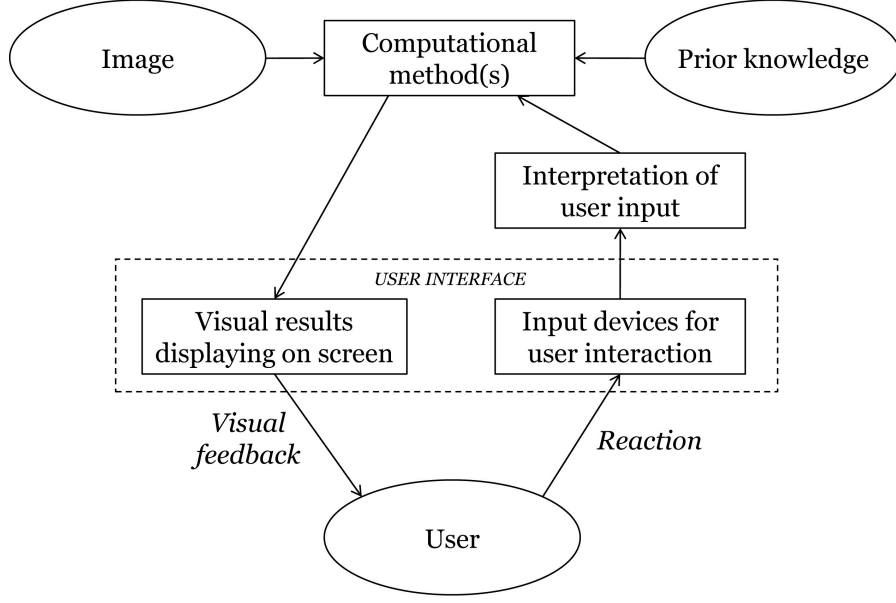 Image
Computational
method(s)
Prior knowledge
Interpretation of
user input
USER INTERFACE
Visual results
displaying on screen
Input devices for
user interaction
Visual
feedback
Reaction
User